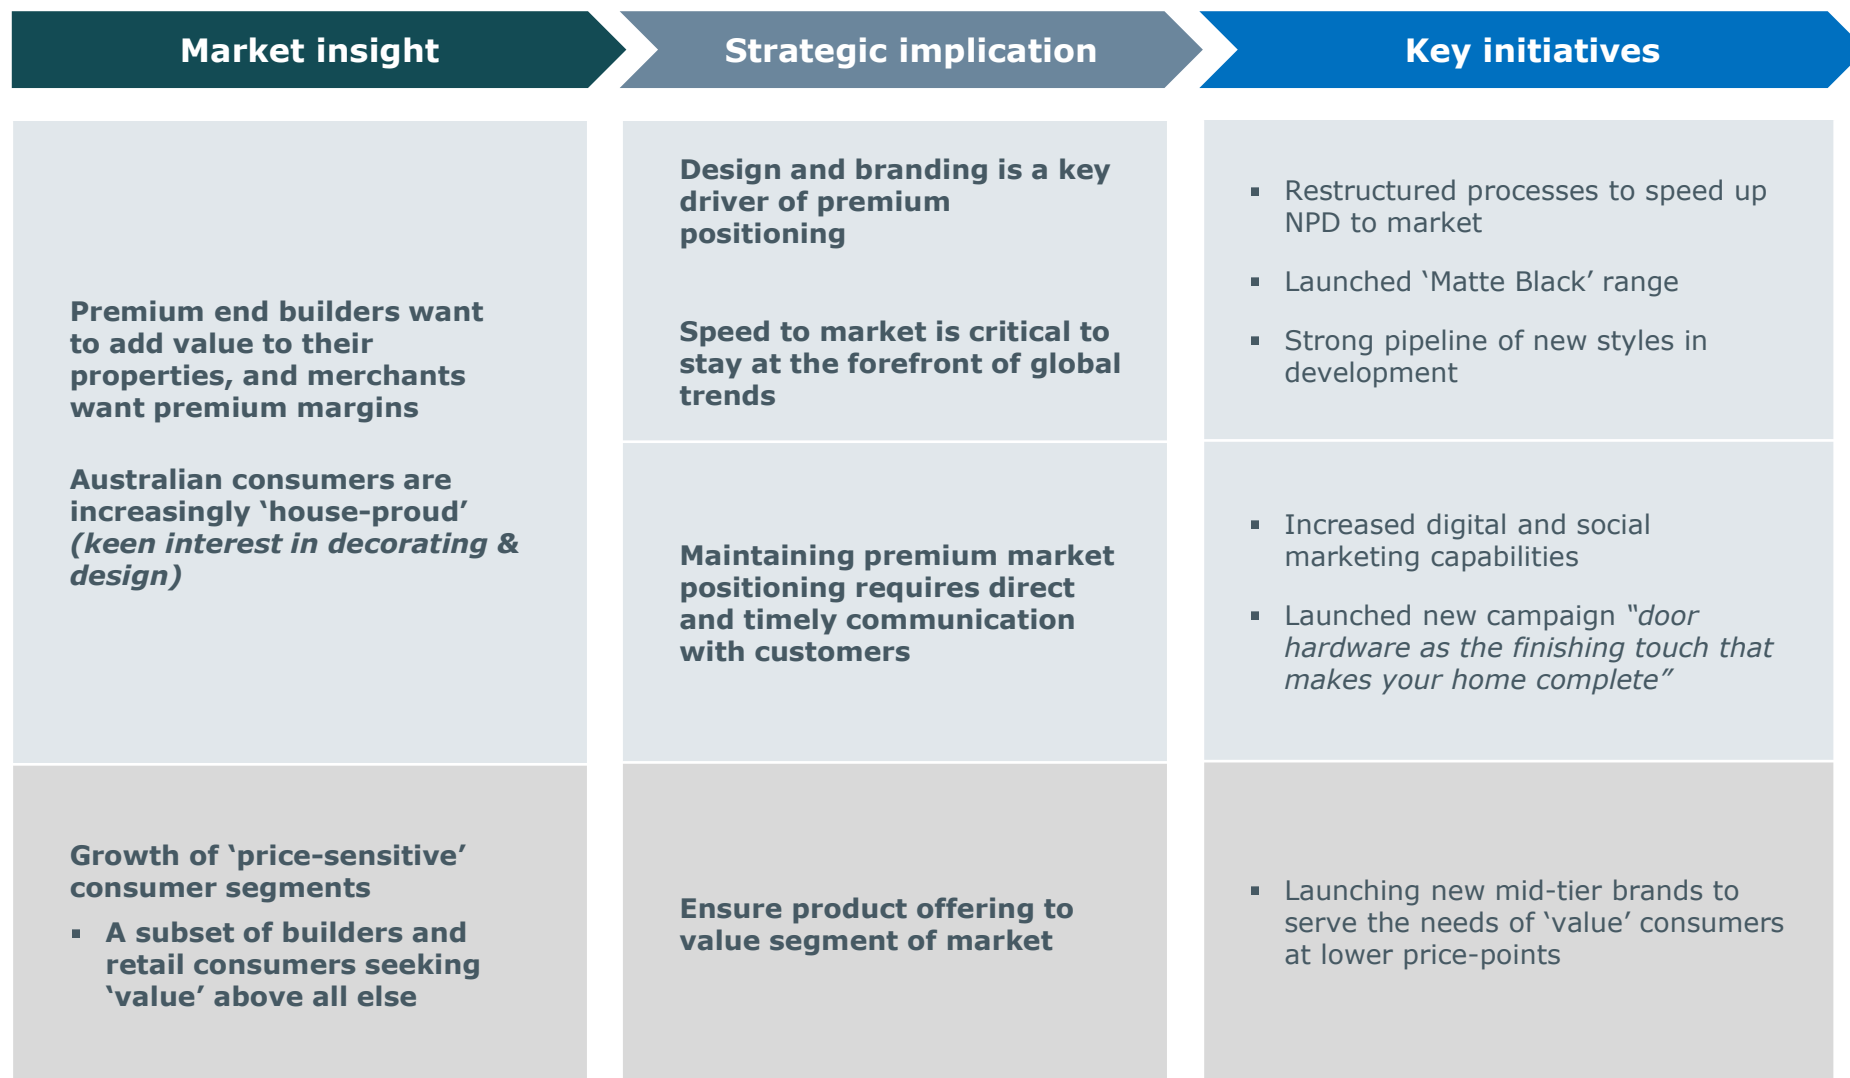 Market insight
Strategic implication
Key initiatives
Premium end builders want
to add value to their
properties, and merchants
want premium margins
Australian consumers are
increasingly ‘house-proud’
(keen interest in decorating &
design)
Design and branding is a key
driver of premium
positioning
Speed to market is critical to
stay at the forefront of global
trends
▪ Restructured processes to speed up
NPD to market
▪ Launched ‘Matte Black’ range
▪ Strong pipeline of new styles in
development
Maintaining premium market
positioning requires direct
and timely communication
with customers
▪ Increased digital and social
marketing capabilities
▪ Launched new campaign “door
hardware as the finishing touch that
makes your home complete”
Growth of ‘price-sensitive’
consumer segments
▪ A subset of builders and
retail consumers seeking
‘value’ above all else
Ensure product offering to
value segment of market
▪ Launching new mid-tier brands to
serve the needs of ‘value’ consumers
at lower price-points